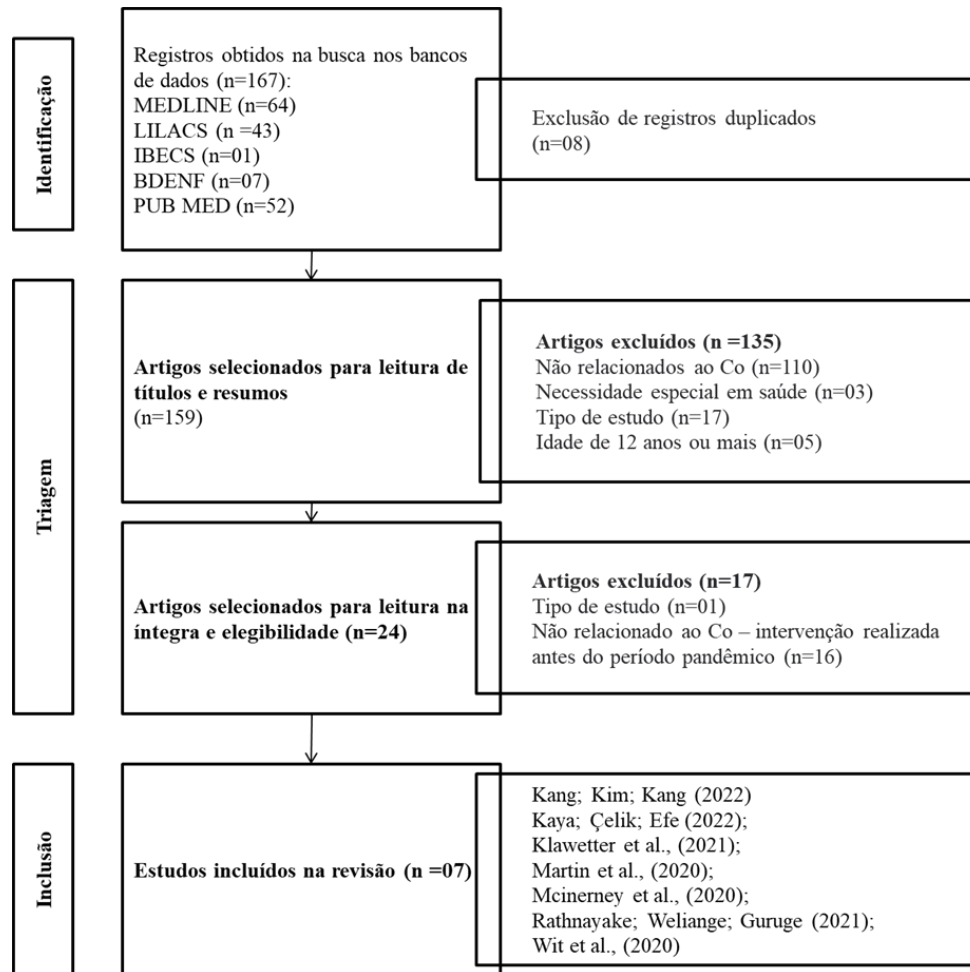 Identificação
Registros obtidos na busca nos bancos
de dados (n=167):
MEDLINE (n=64)
LILACS (n =43)
IBECS (n=01)
BDENF (n=07)
PUB MED (n=52)
Exclusão de registros duplicados
(n=08)
Triagem
Artigos selecionados para leitura de
títulos e resumos
(n=159)
Artigos excluídos (n =135)
Não relacionados ao Co (n=110)
Necessidade especial em saúde (n=03)
Tipo de estudo (n=17)
Idade de 12 anos ou mais (n=05)
Artigos selecionados para leitura na
íntegra e elegibilidade (n=24)
Artigos excluídos (n=17)
Tipo de estudo (n=01)
Não relacionado ao Co – intervenção realizada
antes do período pandêmico (n=16)
Inclusão
Estudos incluídos na revisão (n =07)
Kang; Kim; Kang (2022)
Kaya; Çelik; Efe (2022);
Klawetter et al., (2021);
Martin et al., (2020);
Mcinerney et al., (2020);
Rathnayake; Weliange; Guruge (2021);
Wit et al., (2020)